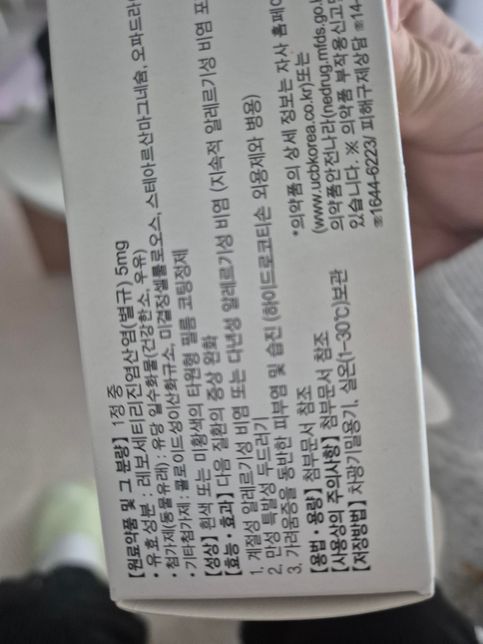 【원료약품 및 그 분량】 1정 중
• 유효성분 : 레보세티리진염산염(별규) 5mg
• 첨가제(동물유래) : 유당 일수화물(건강한소, 우유)
• 기타첨가제 : 콜로이드성이산화규소, 미결정셀룰로오스, 스테아르산마그네슘, 오파드라이
【성상】 흰색 또는 미황색의 타원형 필름 코팅정제
【효능·효과】 다음 질환의 증상 완화
1. 계절성 알레르기성 비염 또는 다년성 알레르기성 비염 (지속적 알레르기성 비염 포
2. 만성 특발성 두드러기
3. 가려움증을 동반한 피부염 및 습진 (하이드로코티손 외용제와 병용)
【용법·용량】 첨부문서 참조
【사용상의 주의사항】 첨부문서 참조
【저장방법】 차광기밀용기, 실온(1~30℃)보관
*의약품의 상세 정보는 자사 홈페이
(www.ucbkorea.co.kr)또는
의약품안전나라(nedrug.mfds.go.k
있습니다. ※ 의약품 부작용신고 및
☏1644-6223/ 피해구제상담 ☏14-